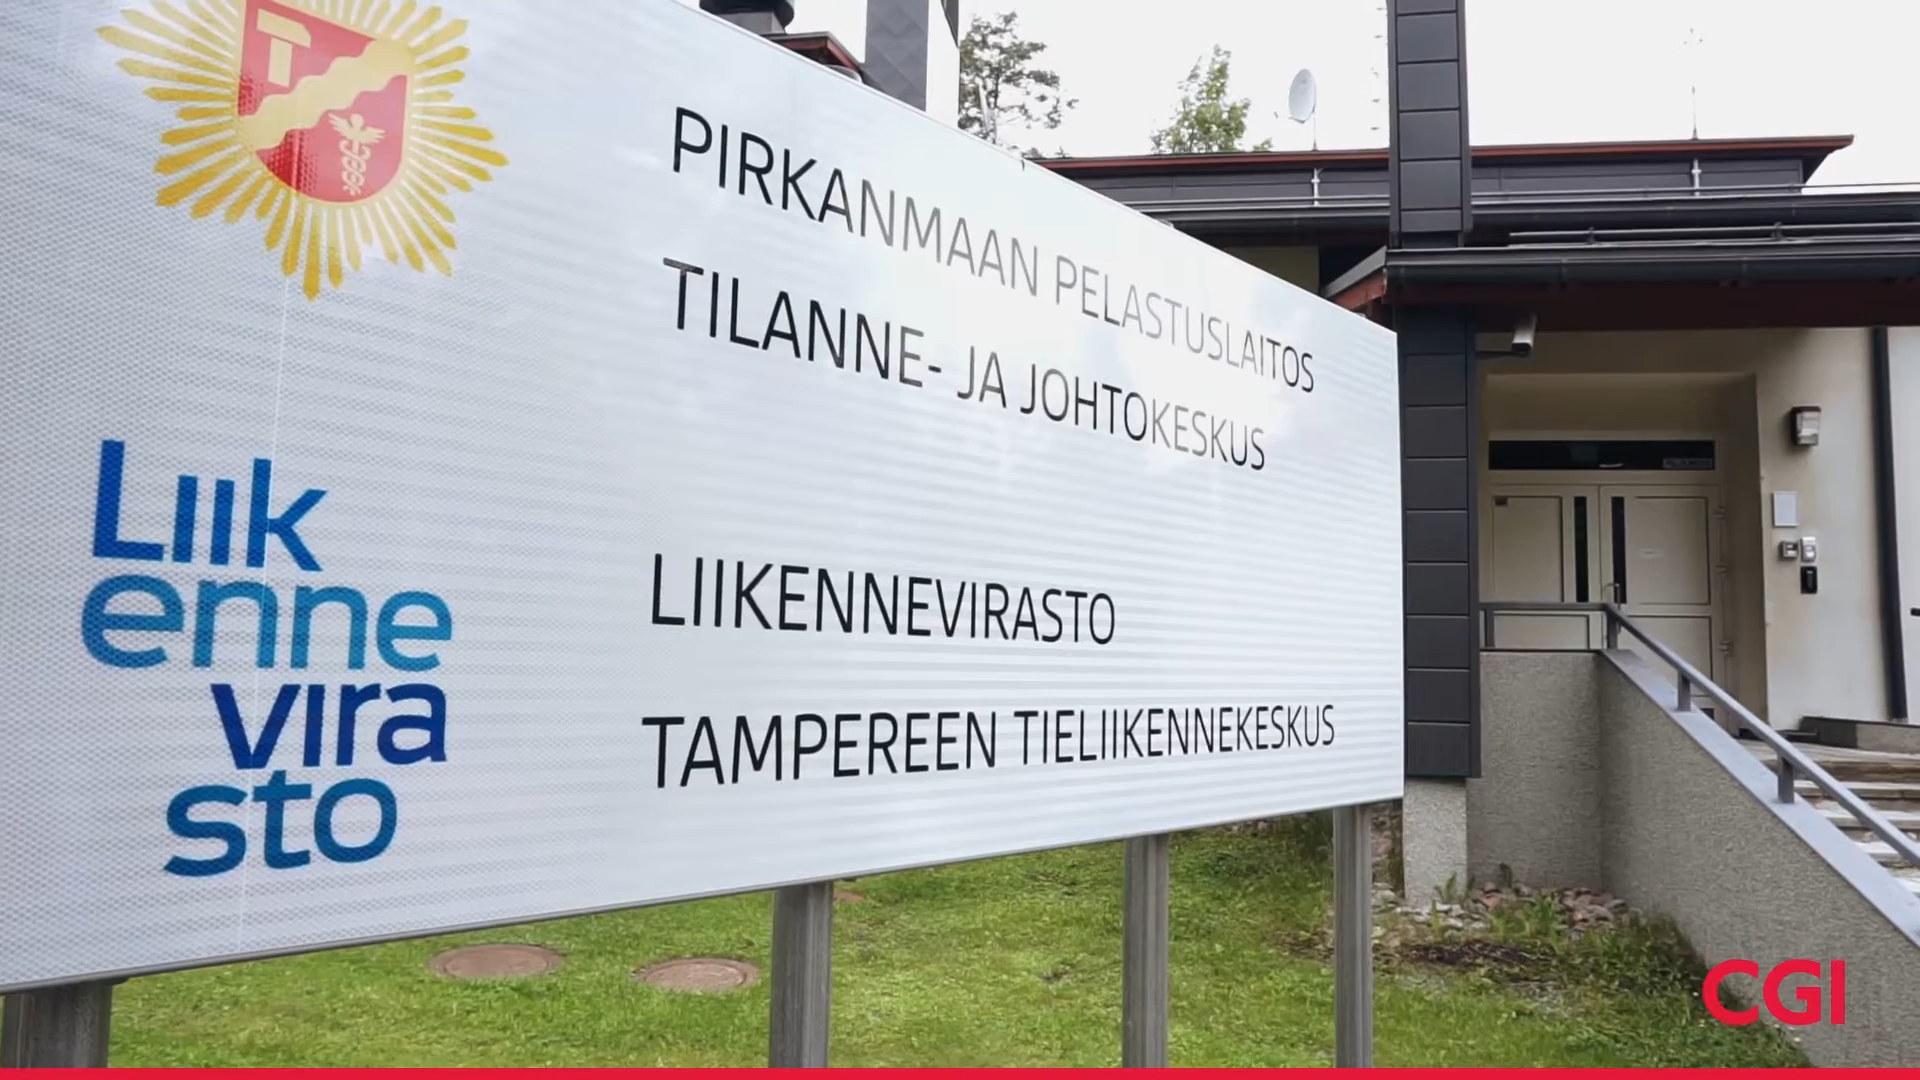 PIRKANMAAN PELASTUSLAITOS
TILANNE- JA JOHTOKESKUS
Liik
enne
vira
sto
LIIKENNEVIRASTO
TAMPEREEN TIELIIKENNEKESKUS
CGI